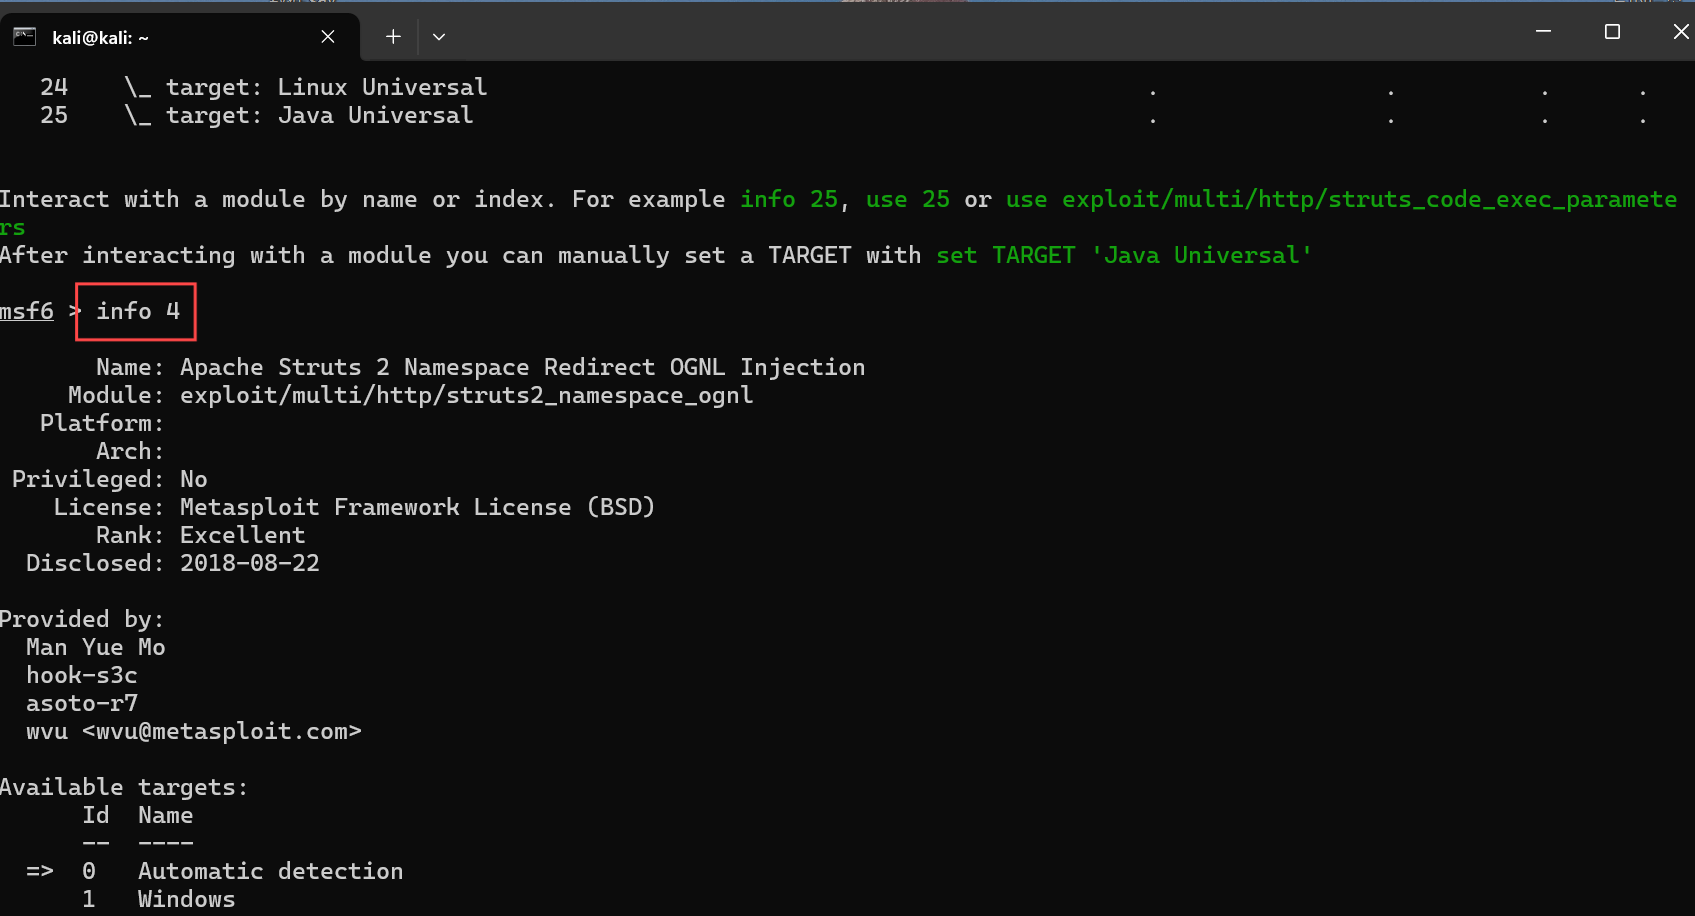 kali@kali: ~
24    \_ target: Linux Universal                                               .                .          .      .
25    \_ target: Java Universal                                                .                .          .      .
Interact with a module by name or index. For example info 25, use 25 or use exploit/multi/http/struts_code_exec_paramete
rs
After interacting with a module you can manually set a TARGET with set TARGET 'Java Universal'
msf6 > info 4
Name: Apache Struts 2 Namespace Redirect OGNL Injection
Module: exploit/multi/http/struts2_namespace_ognl
Platform:
Arch:
Privileged: No
License: Metasploit Framework License (BSD)
Rank: Excellent
Disclosed: 2018-08-22
Provided by:
Man Yue Mo
hook-s3c
asoto-r7
wvu <wvu@metasploit.com>
Available targets:
Id  Name
--  ----
=>  0   Automatic detection
1   Windows